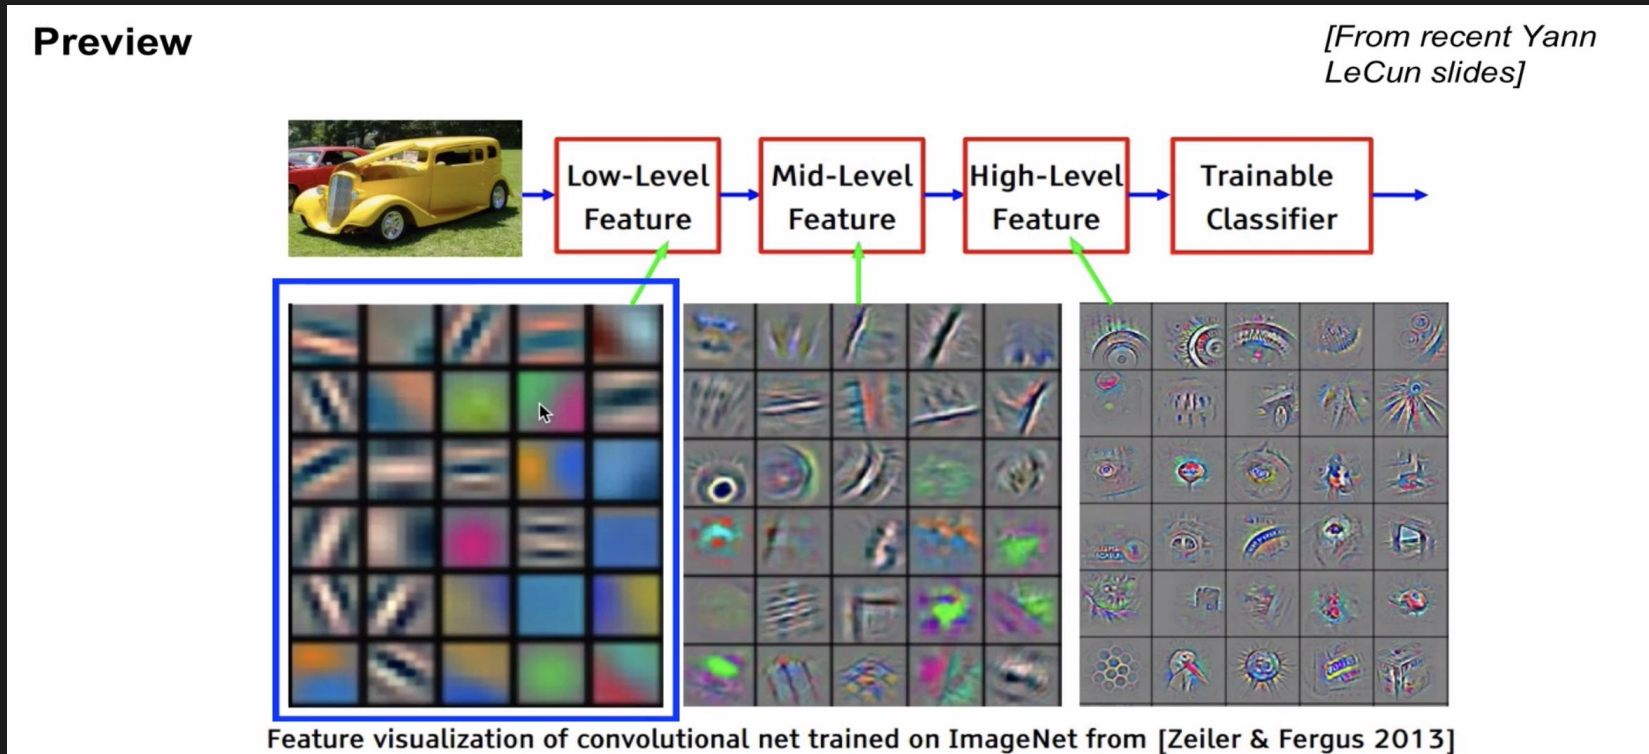 Preview
[From recent Yann
LeCun slides]
Low-Level
Feature
Mid-Level
Feature
High-Level
Feature
Trainable
Classifier
Feature visualization of convolutional net trained on ImageNet from [Zeiler & Fergus 2013]